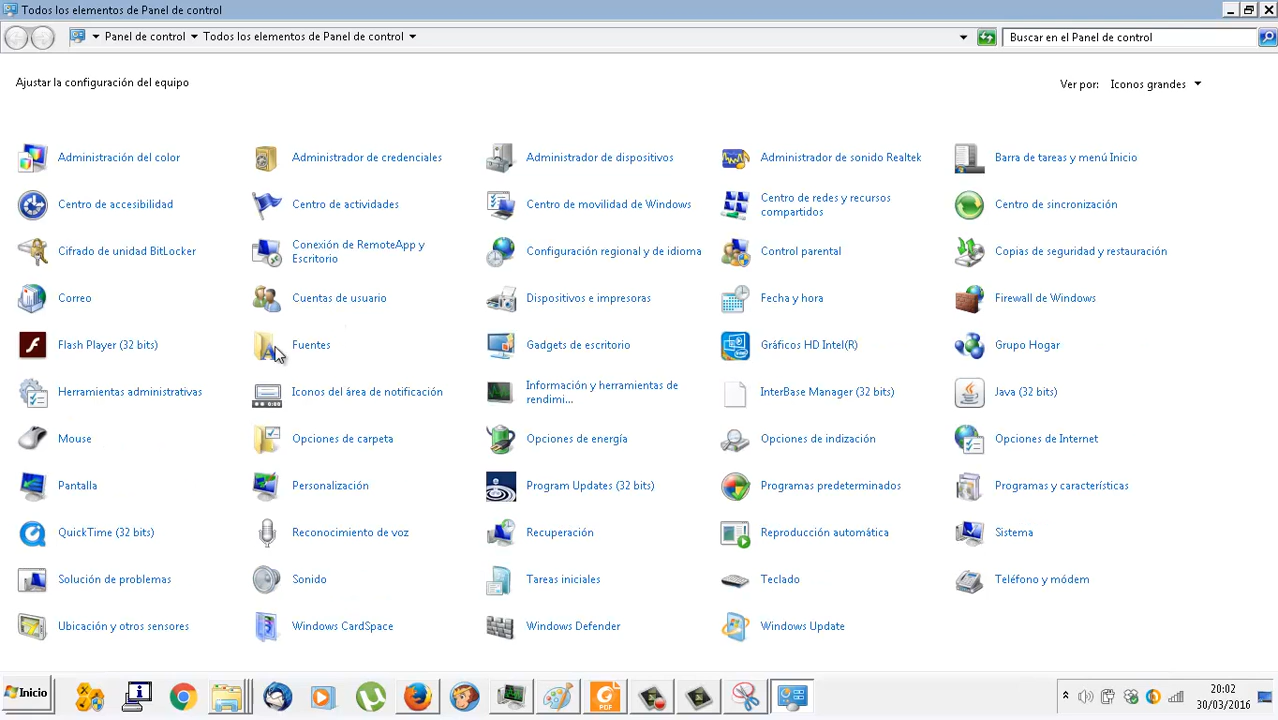 Todos los elementos de Panel de control
Panel de control
Todos los elementos de Panel de control
Buscar en el Panel de control
Ajustar la configuración del equipo
Ver por:
Iconos grandes
Administración del color
Administrador de credenciales
Administrador de dispositivos
Administrador de sonido Realtek
Barra de tareas y menú Inicio
Centro de accesibilidad
Centro de actividades
Centro de movilidad de Windows
Centro de redes y recursos
compartidos
Centro de sincronización
Cifrado de unidad BitLocker
Conexión de RemoteApp y
Escritorio
Configuración regional y de idioma
Control parental
Copias de seguridad y restauración
Correo
Cuentas de usuario
Dispositivos e impresoras
Fecha y hora
Firewall de Windows
Flash Player (32 bits)
Fuentes
Gadgets de escritorio
Gráficos HD Intel(R)
Grupo Hogar
Herramientas administrativas
Iconos del área de notificación
Información y herramientas de
rendimi...
InterBase Manager (32 bits)
Java (32 bits)
Mouse
Opciones de carpeta
Opciones de energía
Opciones de indización
Opciones de Internet
Pantalla
Personalización
Program Updates (32 bits)
Programas predeterminados
Programas y características
QuickTime (32 bits)
Reconocimiento de voz
Recuperación
Reproducción automática
Sistema
Solución de problemas
Sonido
Tareas iniciales
Teclado
Teléfono y módem
Ubicación y otros sensores
Windows CardSpace
Windows Defender
Windows Update
Inicio
PDF
20:02
30/03/2016